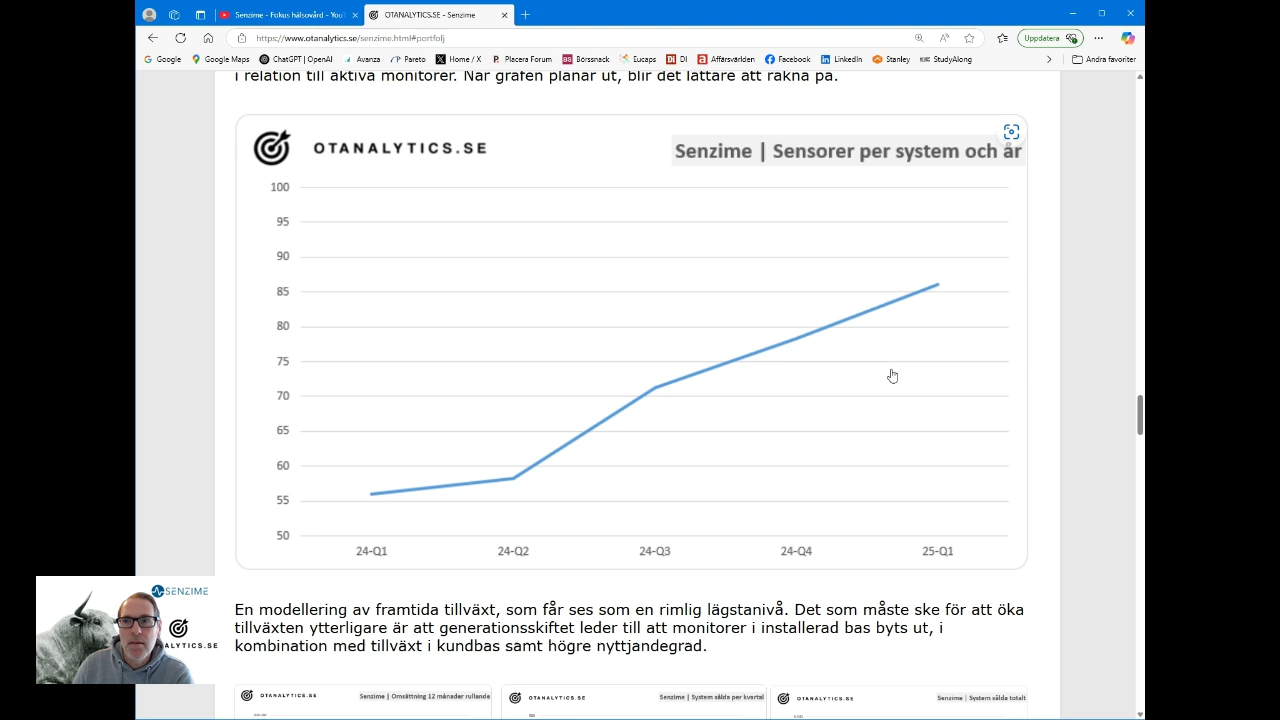 Senzime - Fokus hälsovård - You
OTANALYTICS.SE - Senzime
https://www.otanalytics.se/senzime.html#portfolj
Uppdatera
Google
Google Maps
ChatGPT | OpenAI
Avanza
Pareto
Home / X
Placera Forum
Börssnack
Eucaps
DI
Affärsvärlden
Facebook
LinkedIn
Stanley
StudyAlong
Andra favoriter
i relation till aktiva monitorer. När grafen planar ut, blir det lättare att räkna på.
OTANALYTICS.SE
Senzime | Sensorer per system och år
100
95
90
85
80
75
70
65
60
55
50
24-Q1 24-Q2 24-Q3 24-Q4 25-Q1
SENZIME
ALYTICS.SE
En modellering av framtida tillväxt, som får ses som en rimlig lägstanivå. Det som måste ske för att öka
tillväxten ytterligare är att generationsskiftet leder till att monitorer i installerad bas byts ut, i
kombination med tillväxt i kundbas samt högre nyttjandegrad.
OTANALYTICS.SE
Senzime | Omsättning 12 månader rullande
OTANALYTICS.SE
Senzime | System sålda per kvartal
OTANALYTICS.SE
Senzime | System sålda totalt